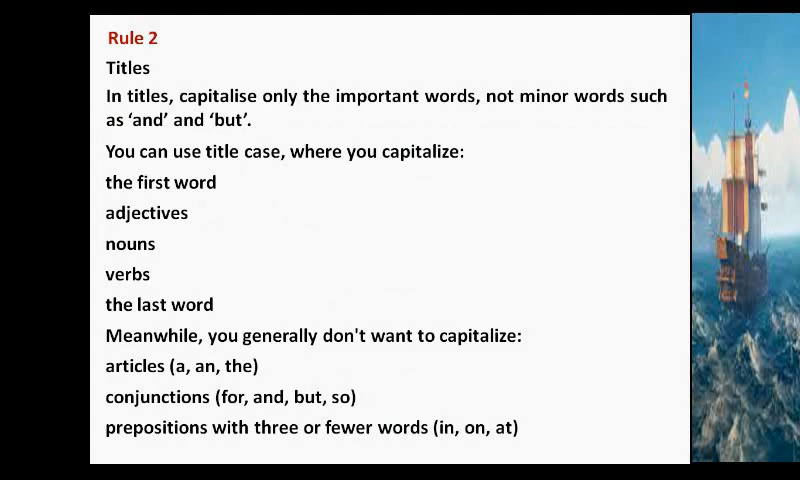 Rule 2
Titles
In titles, capitalise only the important words, not minor words such
as ‘and’ and ‘but’.
You can use title case, where you capitalize:
the first word
adjectives
nouns
verbs
the last word
Meanwhile, you generally don't want to capitalize:
articles (a, an, the)
conjunctions (for, and, but, so)
prepositions with three or fewer words (in, on, at)